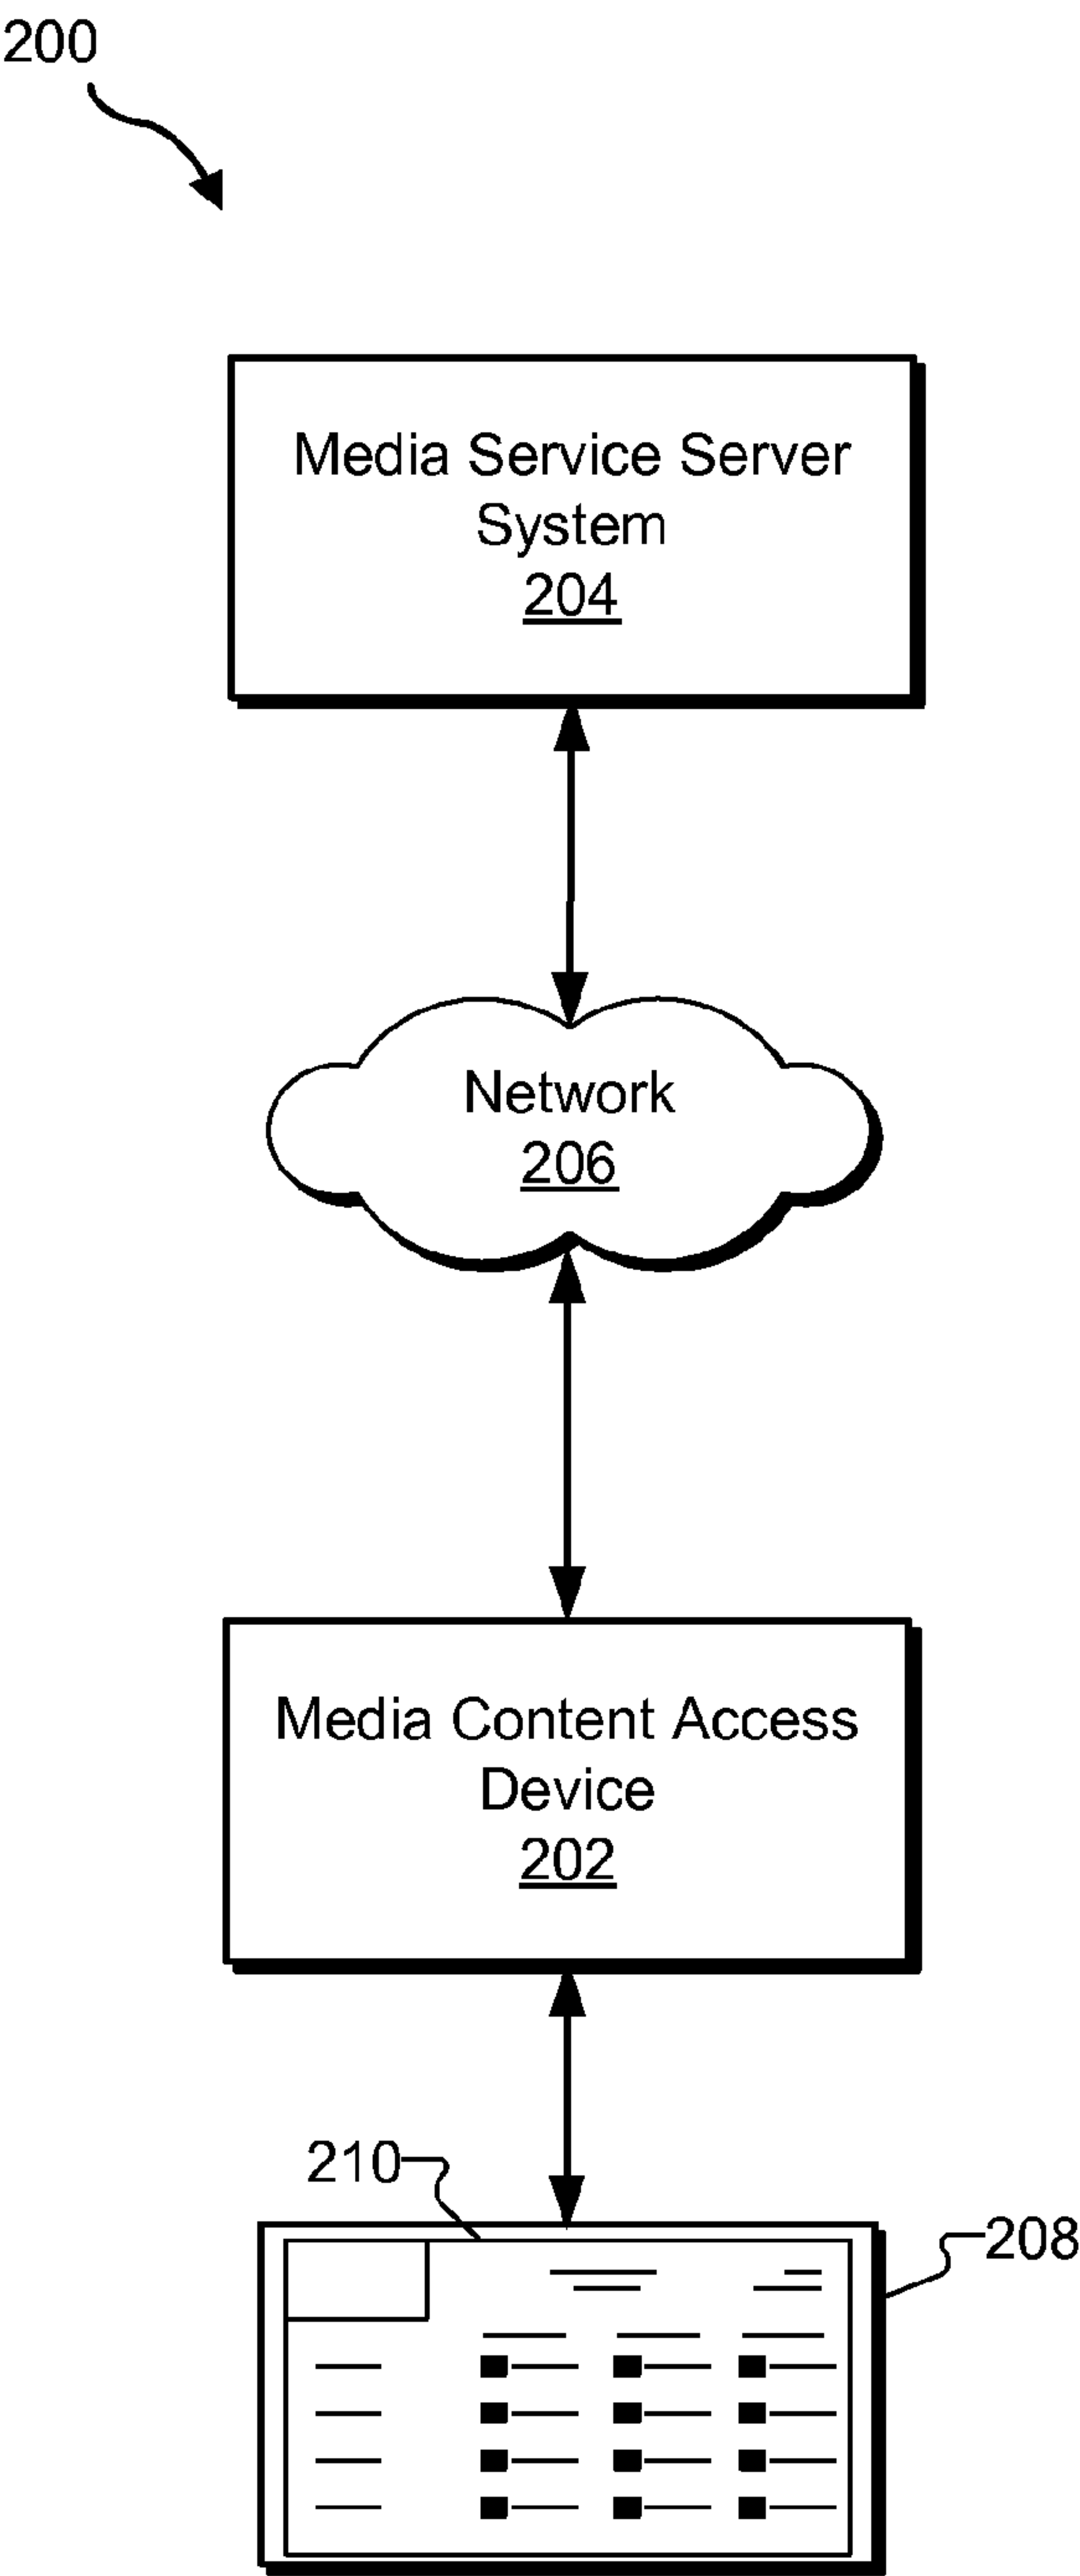 200
Media Service Server
System
204
Network
206
Media Content Access
Device
202
210
208